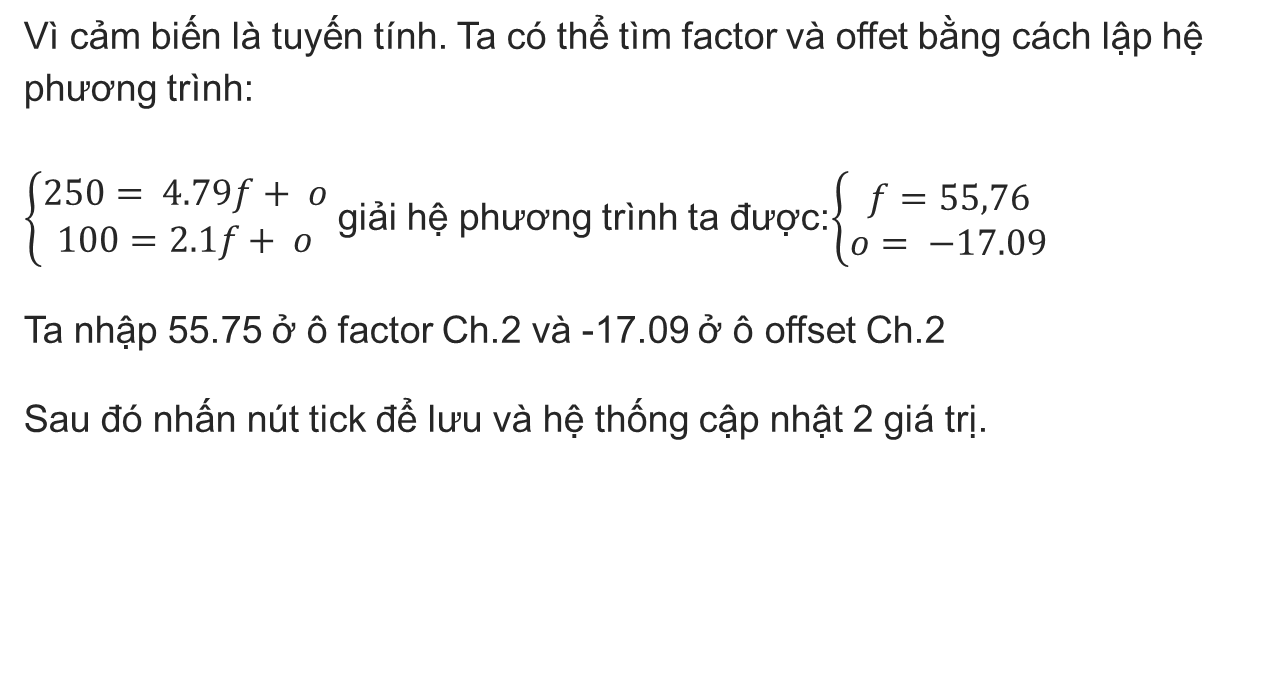 Vì cảm biến là tuyến tính. Ta có thể tìm factor và offet bằng cách lập hệ
phương trình:
{250 = 4.79f + o
100 = 2.1f + o giải hệ phương trình ta được: {f = 55,76
o = −17.09
Ta nhập 55.75 ở ô factor Ch.2 và -17.09 ở ô offset Ch.2
Sau đó nhấn nút tick để lưu và hệ thống cập nhật 2 giá trị.